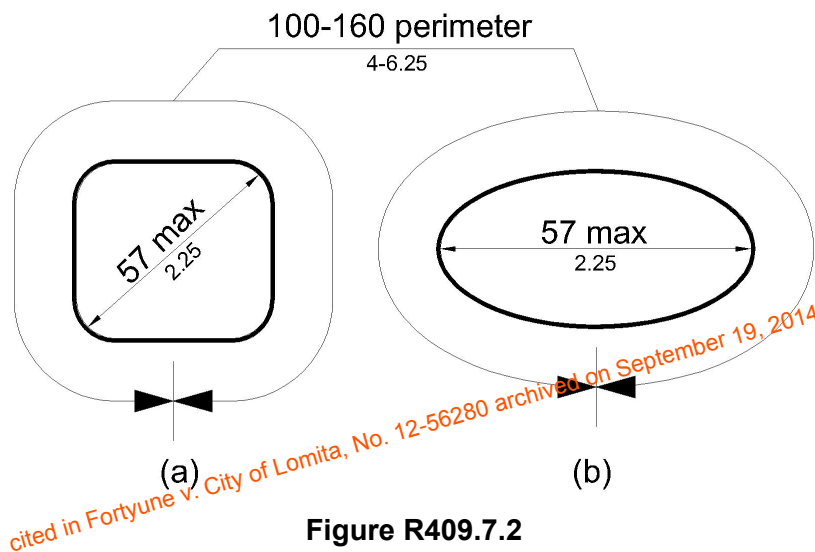 100-160 perimeter
4-6.25
57 max
2.25
57 max
2.25
(a)
(b)
cited in Fortyune v. City of Lomita, No. 12-56280 archived on September 19, 2014
Figure R409.7.2